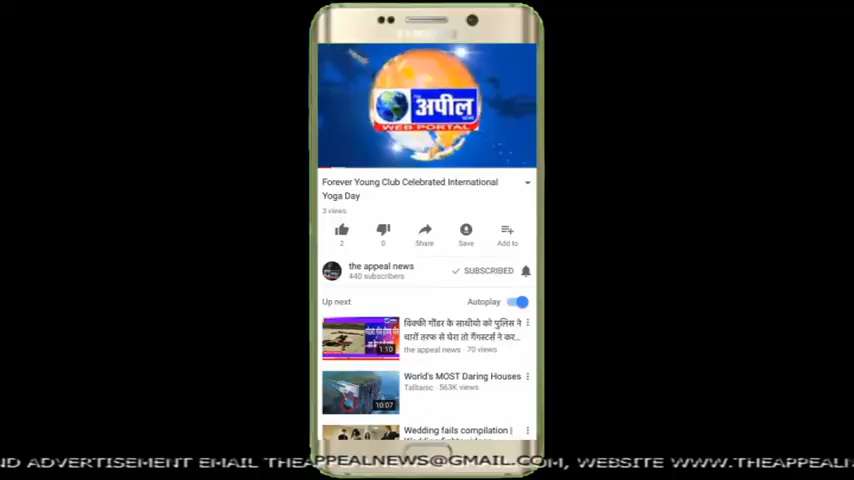 अपील
WEB PORTAL
Forever Young Club Celebrated International
Yoga Day
3 views
2
0
Share
Save
Add to
the appeal news
440 subscribers
SUBSCRIBED
Up next
Autoplay
विक्की गौंडर के साथीयो को पुलिस ने
चारों तरफ से घेरा तो गैंगस्टर्स ने कर...
the appeal news · 70 views
1:10
World's MOST Daring Houses
Talltanic · 563K views
10:07
Wedding fails compilation |
ND ADVERTISEMENT EMAIL THEAPPEALNEWS@GMAIL.COM, WEBSITE WWW.THEAPPEALN